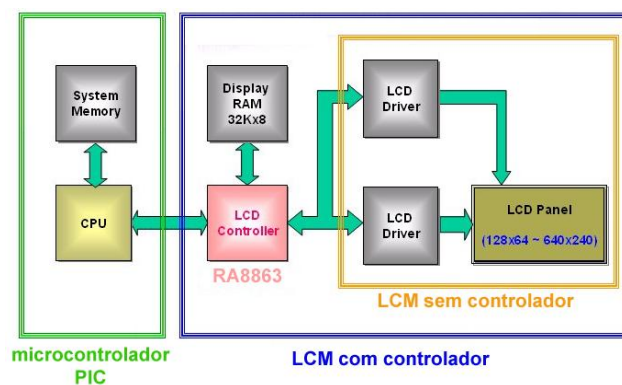 System
Memory
CPU
Display
RAM
32Kx8
LCD
Controller
RA8863
LCD
Driver
LCD
Driver
LCD Panel
(128x64 ~ 640x240)
LCM sem controlador
LCM com controlador
microcontrolador
PIC